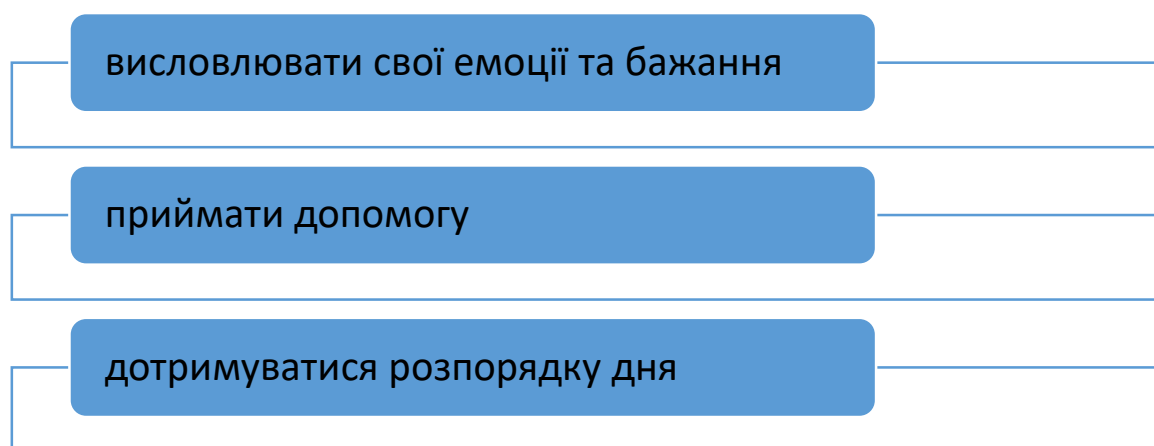 висловлювати свої емоції та бажання
приймати допомогу
дотримуватися розпорядку дня